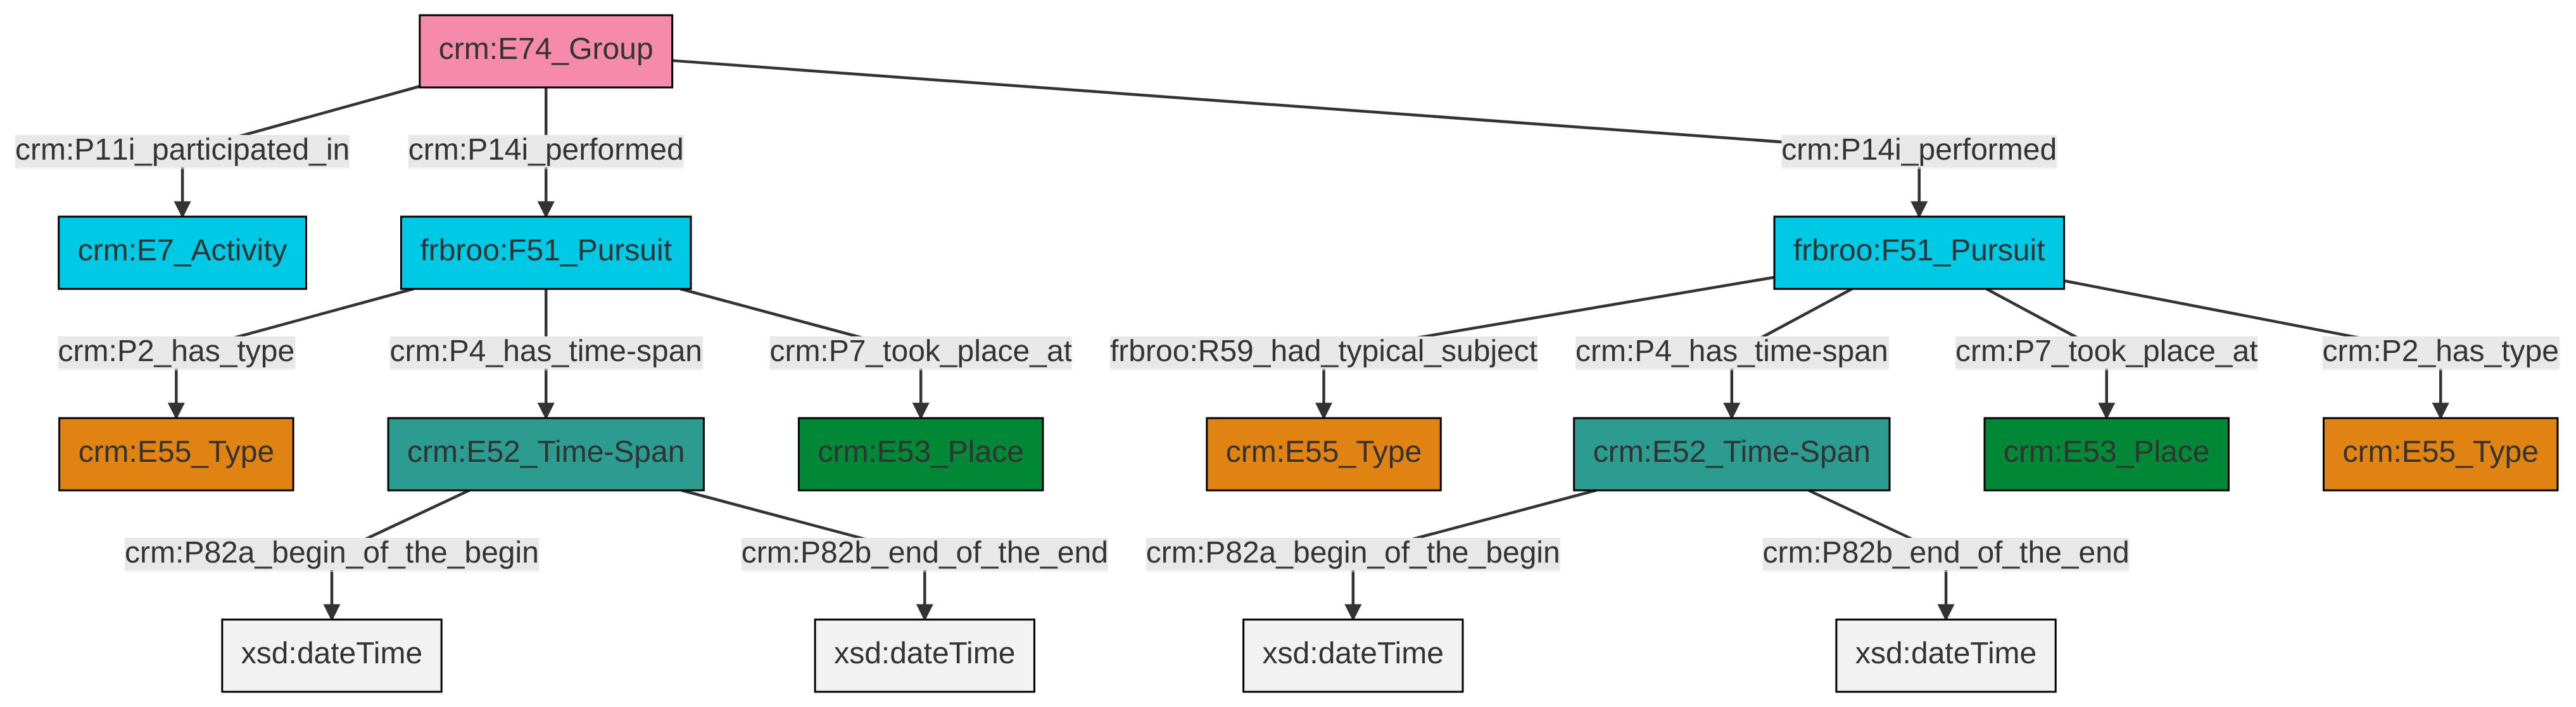 crm:E74_Group
crm:P11i_participated_in
crm:P14i_performed
crm:P14i_performed
crm:E7_Activity
frbroo:F51_Pursuit
frbroo:F51_Pursuit
crm:P2_has_type
crm:P4_has_time-span
crm:P7_took_place_at
frbroo:R59_had_typical_subject
crm:P4_has_time-span
crm:P7_took_place_at
crm:P2_has_type
crm:E55_Type
crm:E52_Time-Span
crm:E53_Place
crm:E55_Type
crm:E52_Time-Span
crm:E53_Place
crm:E55_Type
crm:P82a_begin_of_the_begin
crm:P82b_end_of_the_end
crm:P82a_begin_of_the_begin
crm:P82b_end_of_the_end
xsd:dateTime
xsd:dateTime
xsd:dateTime
xsd:dateTime